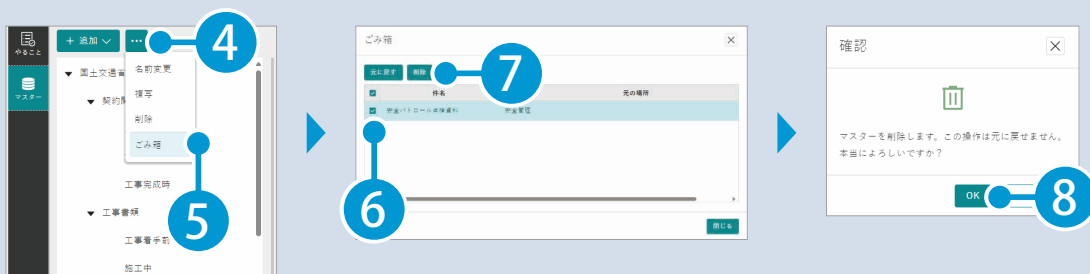 やること
マスター
+ 追加
...
4
国土交通省
名前変更
複写
削除
ごみ箱
5
工事完成時
工事書類
工事着手前
施工中
ごみ箱
元に戻す
削除
7
件名
元の場所
安全パトロール点検資料
安全管理
6
閉じる
確認
マスターを削除します。この操作は元に戻せません。
本当によろしいですか？
OK
8